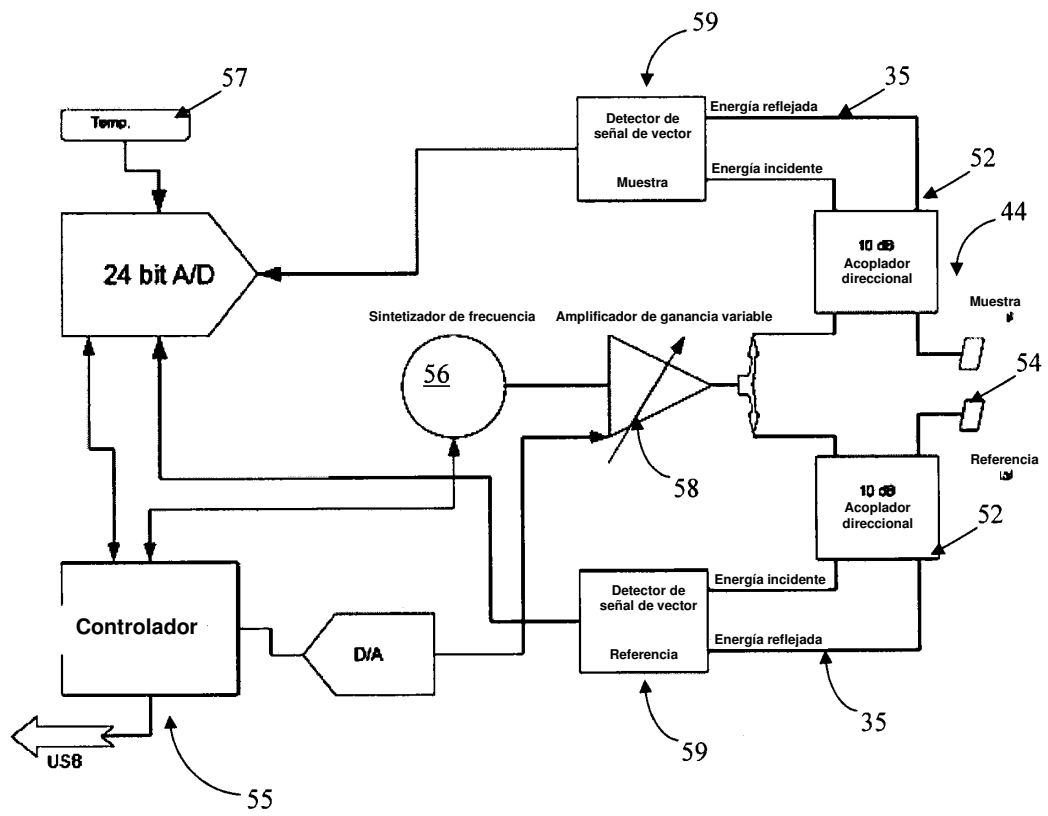 59
57
35
Temp.
Energía reflejada
Detector de
señal de vector
Muestra
Energía incidente
52
44
10 dB
Acoplador
direccional
24 bit A/D
Muestra
Sintetizador de frecuencia
Amplificador de ganancia variable
56
54
58
Referencia
10 dB
Acoplador
direccional
52
Controlador
D/A
Detector de
señal de vector
Referencia
Energía incidente
Energía reflejada
35
59
USB
55